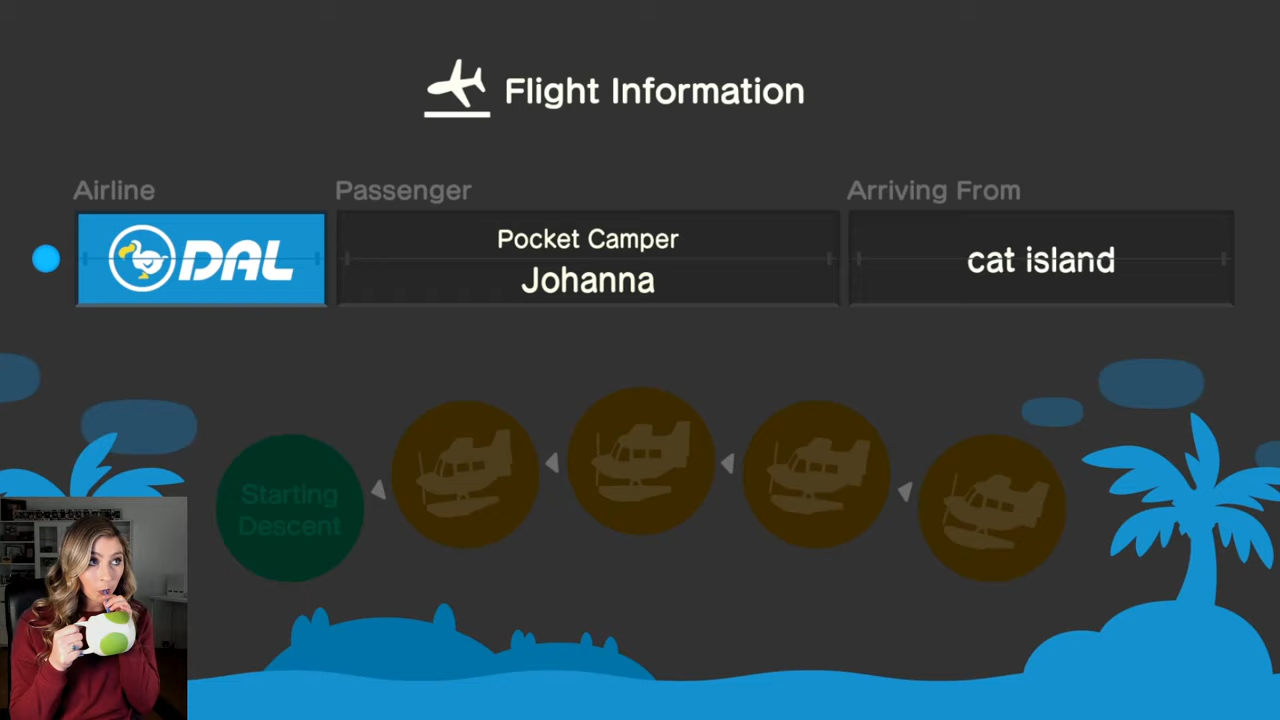 Flight Information
Airline
Passenger
Arriving From
DAL
Pocket Camper
Johanna
cat island
Starting
Descent